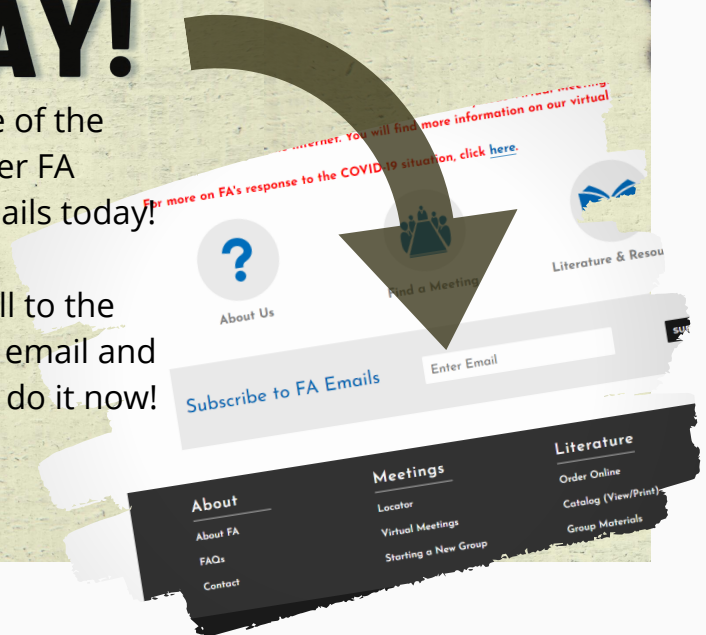 AY!
e of the
er FA
ails today!
ll to the
email and
do it now!
internet. You will find more information on our virtual
For more on FA's response to the COVID-19 situation, click here.
About Us
Find a Meeting
Literature & Resou
Subscribe to FA Emails
Enter Email
About
About FA
FAQs
Contact
Meetings
Locator
Virtual Meetings
Starting a New Group
Literature
Order Online
Catalog (View/Print)
Group Materials